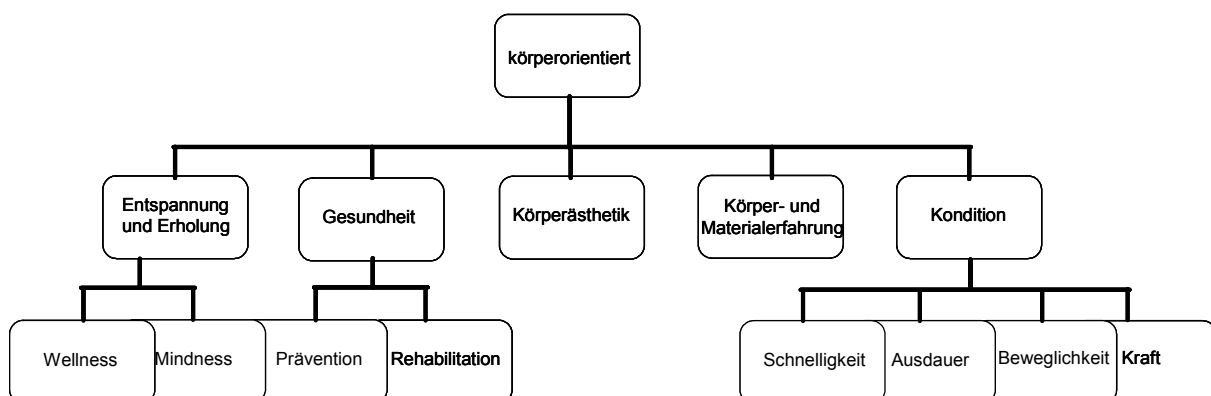 körperorientiert
Entspannung
und Erholung
Gesundheit
Körperästhetik
Körper- und
Materialerfahrung
Kondition
Wellness
Mindness
Prävention
Rehabilitation
Schnelligkeit
Ausdauer
Beweglichkeit
Kraft